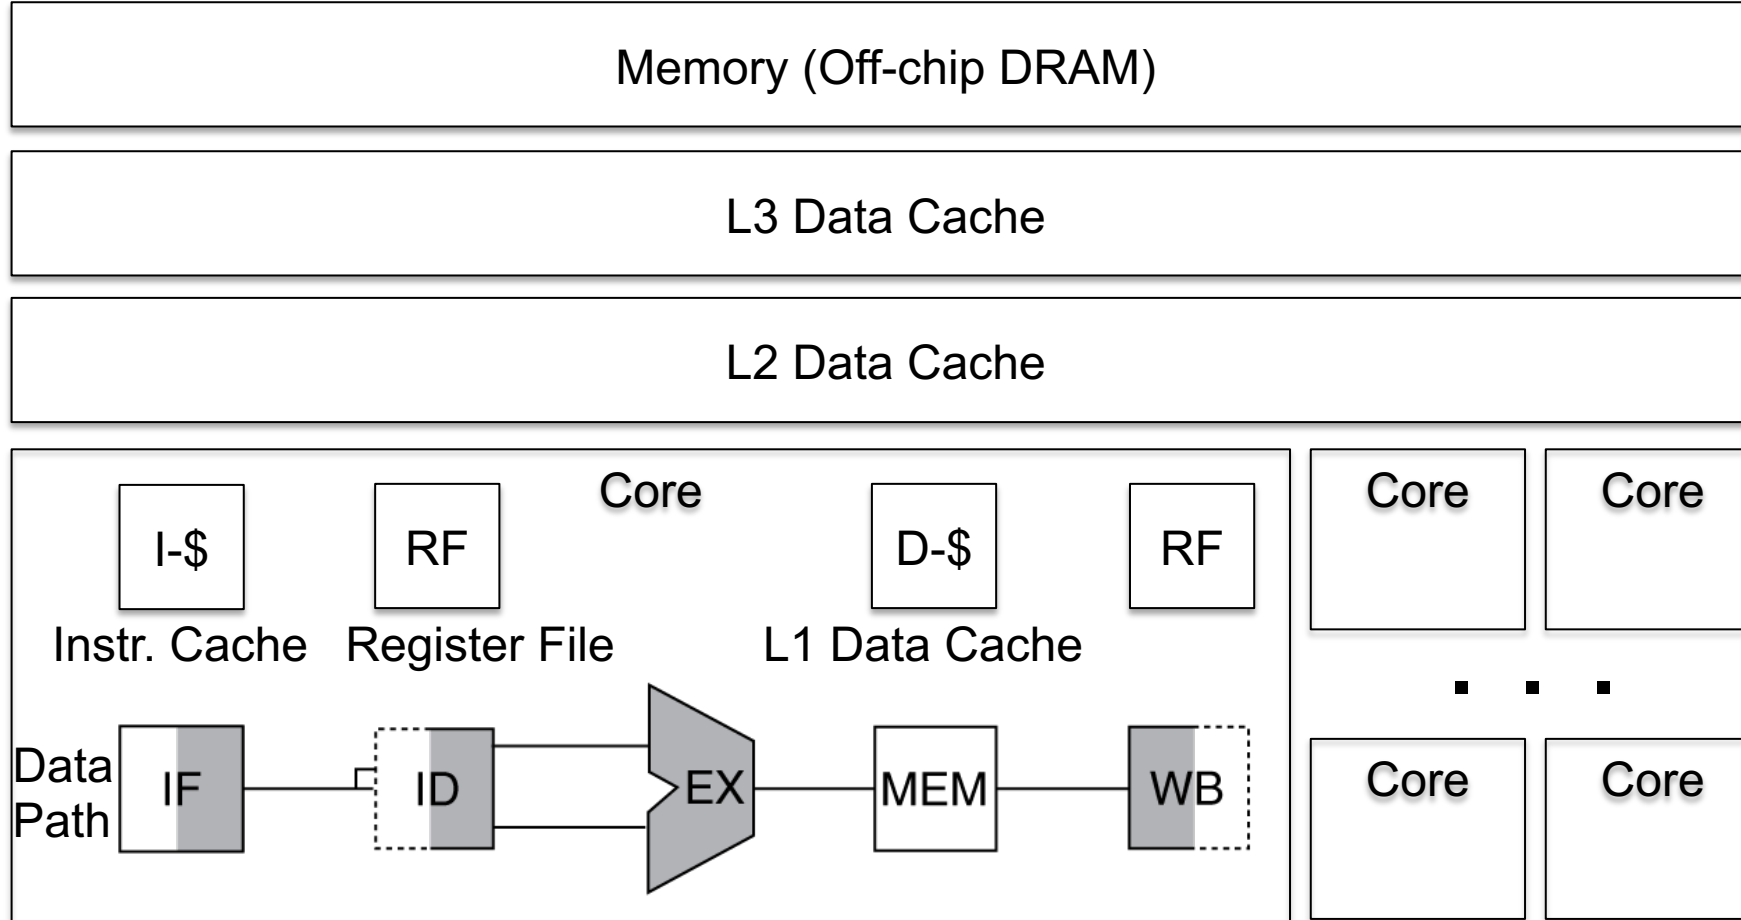 Memory (Off-chip DRAM)
L3 Data Cache
L2 Data Cache
Core
I-$
RF
D-$
RF
Instr. Cache
Register File
L1 Data Cache
Data
Path
IF
ID
EX
MEM
WB
Core
Core
. . .
Core
Core